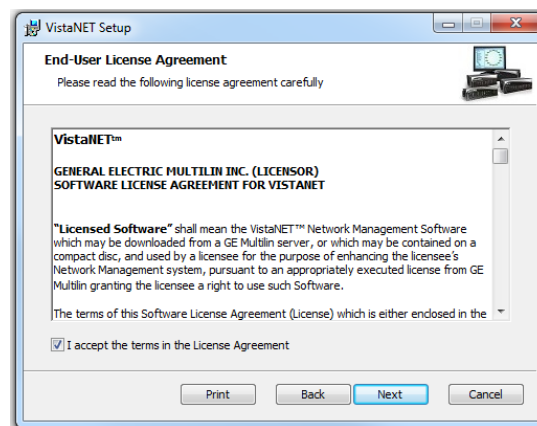 VistaNET Setup
End-User License Agreement
Please read the following license agreement carefully
VistaNET™
GENERAL ELECTRIC MULTILIN INC. (LICENSOR)
SOFTWARE LICENSE AGREEMENT FOR VISTANET
"Licensed Software" shall mean the VistaNET™ Network Management Software
which may be downloaded from a GE Multilin server, or which may be contained on a
compact disc, and used by a licensee for the purpose of enhancing the licensee's
Network Management system, pursuant to an appropriately executed license from GE
Multilin granting the licensee a right to use such Software.
The terms of this Software License Agreement (License) which is either enclosed in the
I accept the terms in the License Agreement
Print Back Next Cancel